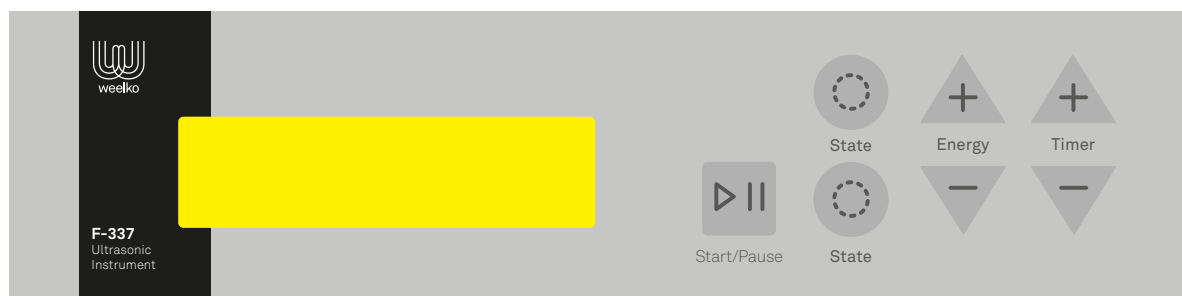 weelko
State
Energy
Timer
F-337
Ultrasonic
Instrument
Start/Pause
State